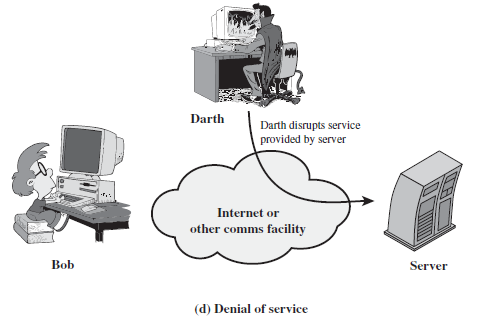 Darth
Darth disrupts service
provided by server
Internet or
other comms facility
Bob
Server
(d) Denial of service